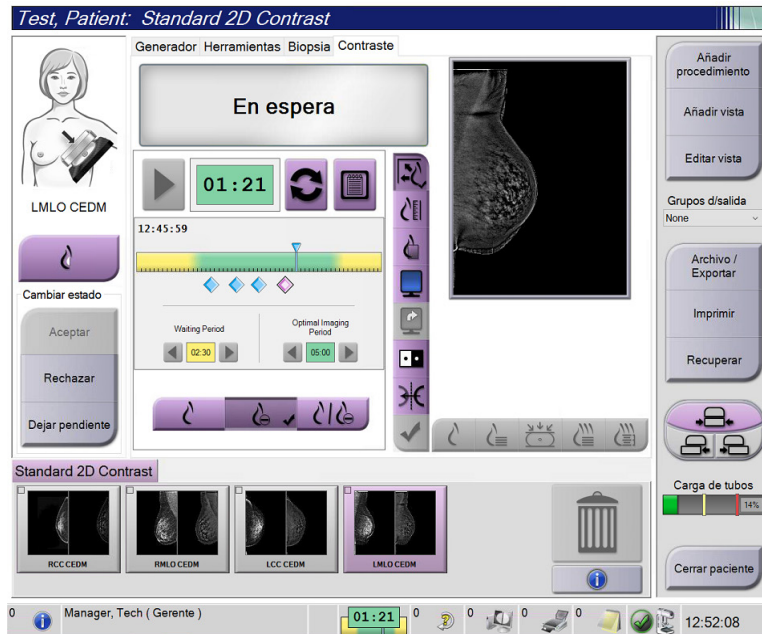 Test, Patient: Standard 2D Contrast
Generador Herramientas Biopsia Contraste
En espera
01:21
12:45:59
Waiting Period
Optimal Imaging
Period
02:30
05:00
LMLO CEDM
Cambiar estado
Aceptar
Rechazar
Dejar pendiente
Añadir
procedimiento
Añadir vista
Editar vista
Grupos d/salida
None
Archivo /
Exportar
Imprimir
Recuperar
Carga de tubos
14%
Cerrar paciente
Standard 2D Contrast
RCC CEDM
RMLO CEDM
LCC CEDM
LMLO CEDM
0
Manager, Tech ( Gerente )
01:21
0
0
0
0
12:52:08